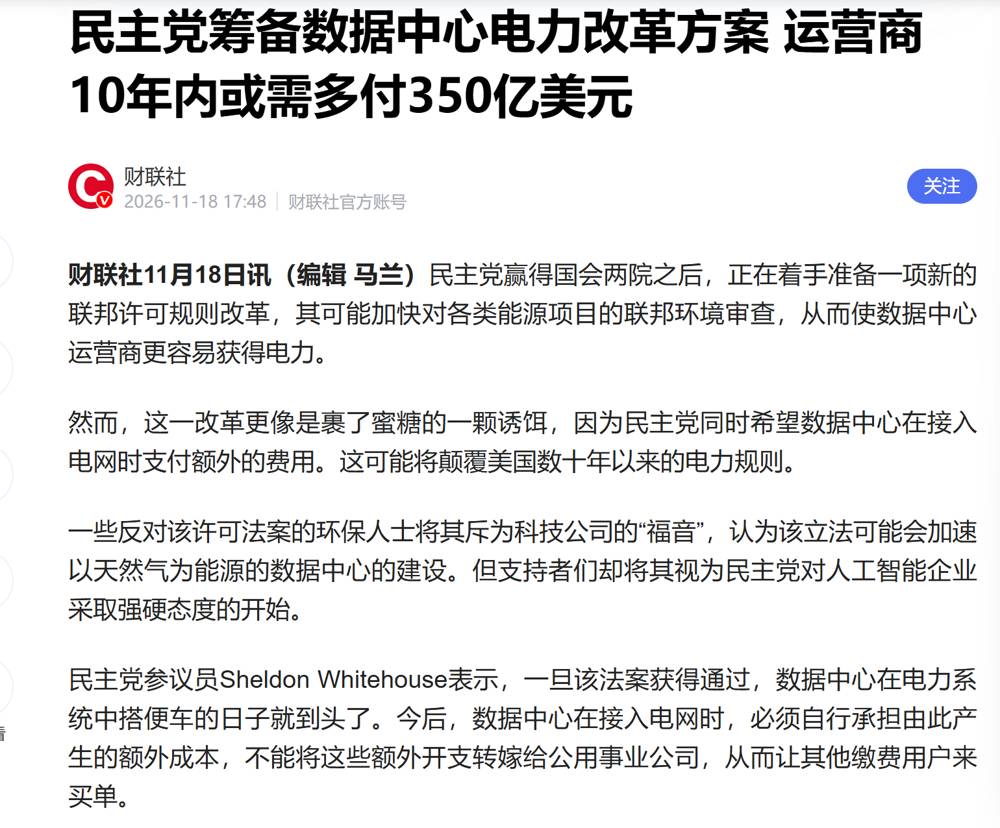 民主党筹备数据中心电力改革方案 运营商
10年内或需多付350亿美元
财联社
2026-11-18 17:48 | 财联社官方账号
关注
财联社11月18日讯（编辑 马兰）民主党赢得国会两院之后，正在着手准备一项新的
联邦许可规则改革，其可能加快对各类能源项目的联邦环境审查，从而使数据中心
运营商更容易获得电力。
然而，这一改革更像是裹了蜜糖的一颗诱饵，因为民主党同时希望数据中心在接入
电网时支付额外的费用。这可能将颠覆美国数十年以来的电力规则。
一些反对该许可法案的环保人士将其斥为科技公司的“福音”，认为该立法可能会加速
以天然气为能源的数据中心的建设。但支持者们却将其视为民主党对人工智能企业
采取强硬态度的开始。
民主党参议员Sheldon Whitehouse表示，一旦该法案获得通过，数据中心在电力系
统中搭便车的日子就到头了。今后，数据中心在接入电网时，必须自行承担由此产
生的额外成本，不能将这些额外开支转嫁给公用事业公司，从而让其他缴费用户来
买单。